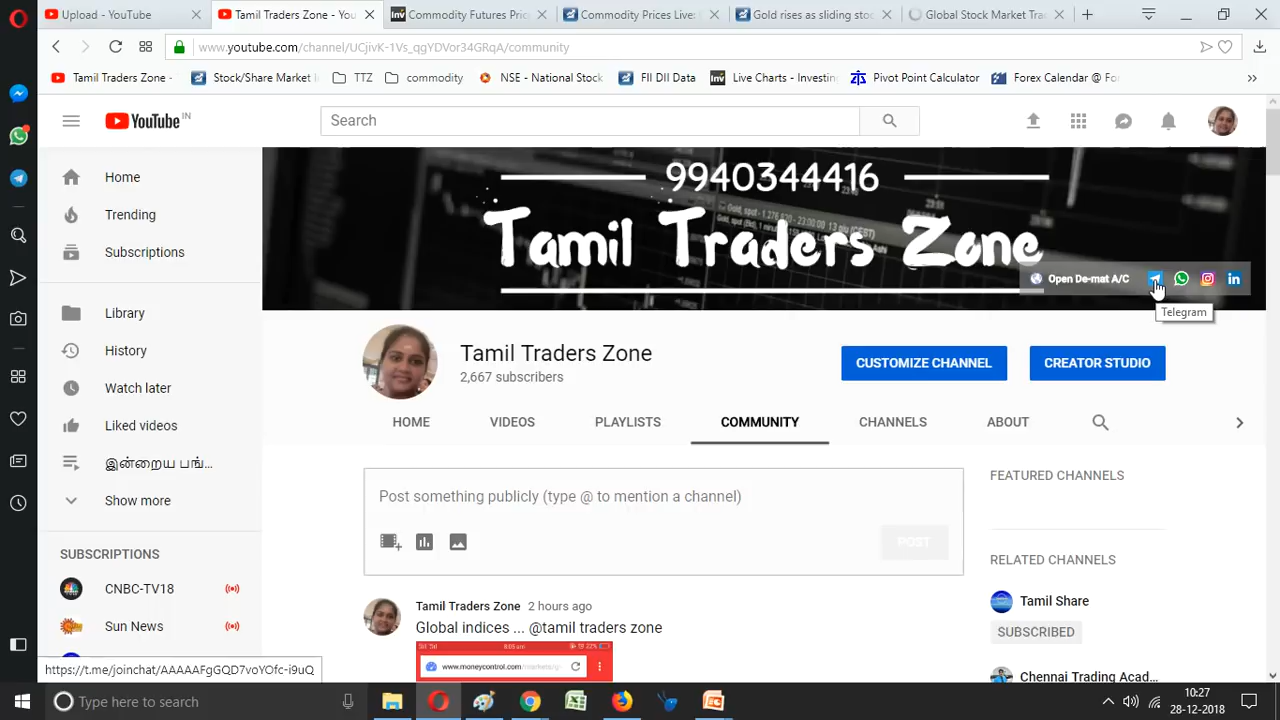 YouTube
Tamil Traders Zone - You
Commodity Futures Pric
Commodity Prices Live:
Gold rises as sliding stoc
Global Stock Market Trad
www.youtube.com/channel/UCjivK-1Vs_qgYDVor34GRqA/community
Tamil Traders Zone -
Stock/Share Market I
TTZ
commodity
NSE - National Stock
FII DII Data
Live Charts - Investing
Pivot Point Calculator
Forex Calendar @ For
YouTube IN
Search
9940344416
Tamil Traders Zone
Open De-mat A/C
Telegram
Home
Trending
Subscriptions
Library
History
Watch later
Liked videos
இன்றைய பங்...
Show more
SUBSCRIPTIONS
CNBC-TV18
Sun News
Tamil Traders Zone
2,667 subscribers
CUSTOMIZE CHANNEL
CREATOR STUDIO
HOME
VIDEOS
PLAYLISTS
COMMUNITY
CHANNELS
ABOUT
Post something publicly (type @ to mention a channel)
POST
FEATURED CHANNELS
RELATED CHANNELS
Tamil Share
SUBSCRIBED
Chennai Trading Acad...
Tamil Traders Zone 2 hours ago
Global indices ... @tamil traders zone
www.moneycontrol.com/markets/g
https://t.me/joinchat/AAAAAFgGQD7voYOfc-i9uQ
Type here to search
10:27
28-12-2018